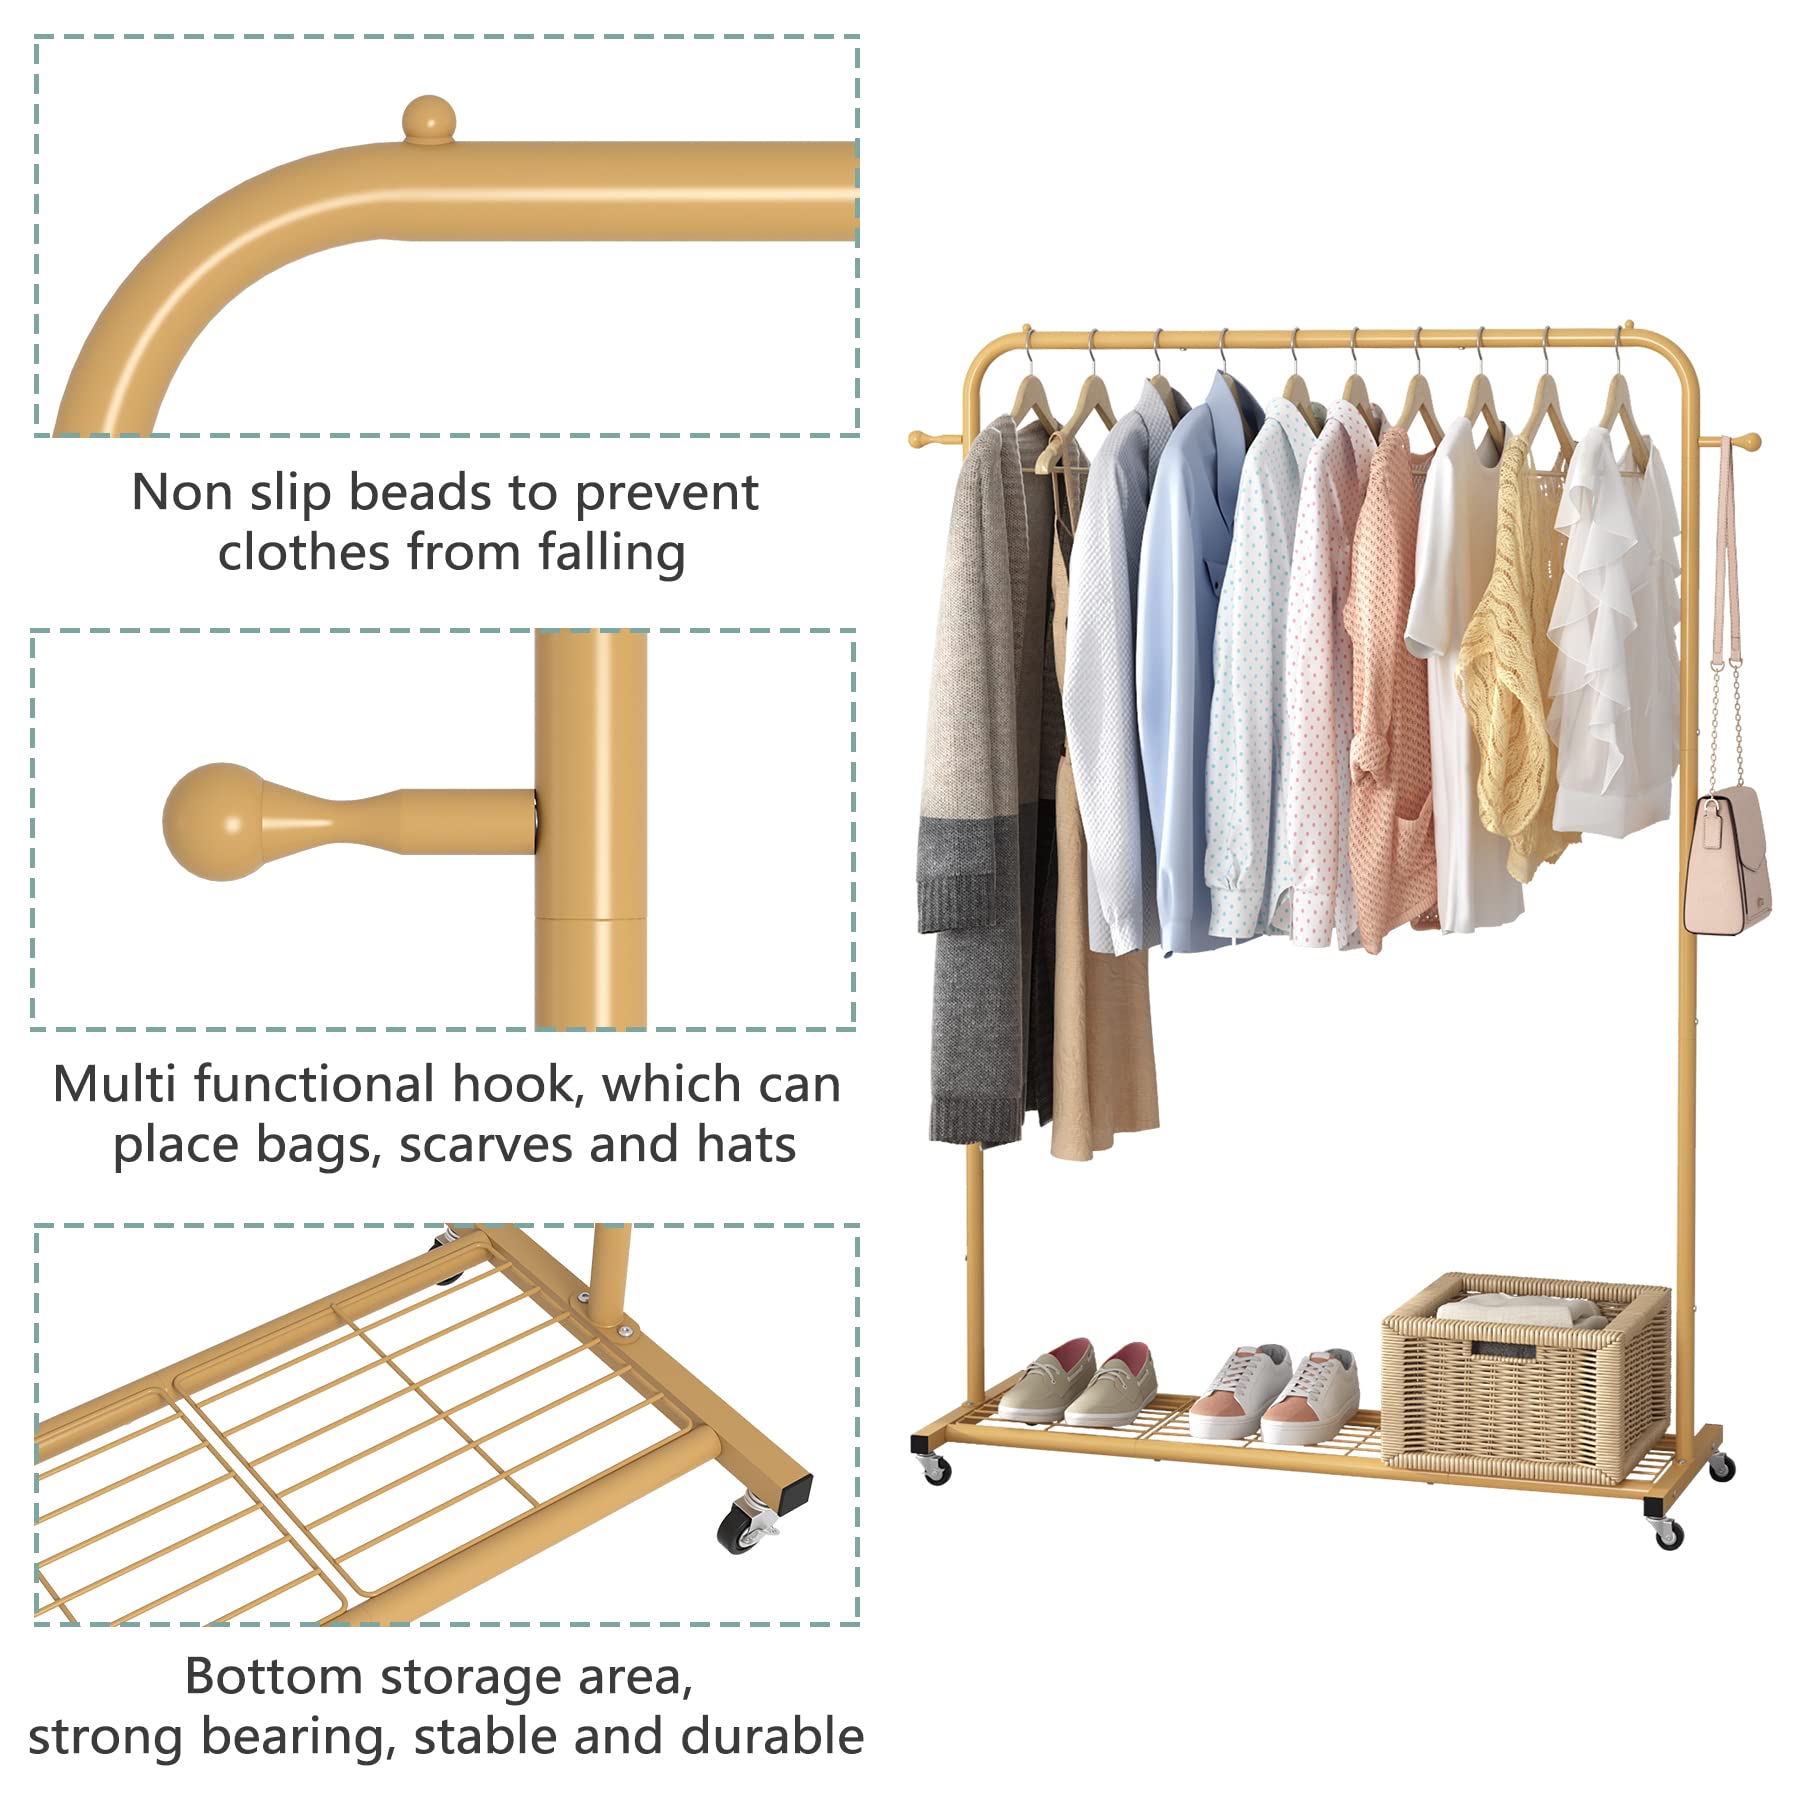 Non slip beads to prevent
clothes from falling
Multi functional hook, which can
place bags, scarves and hats
Bottom storage area,
strong bearing, stable and durable